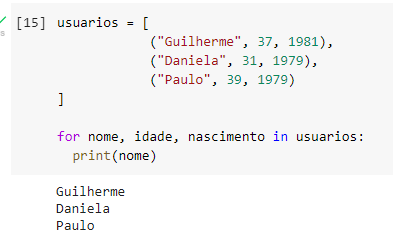 [15] usuarios = [
("Guilherme", 37, 1981),
("Daniela", 31, 1979),
("Paulo", 39, 1979)
]
for nome, idade, nascimento in usuarios:
print(nome)
Guilherme
Daniela
Paulo